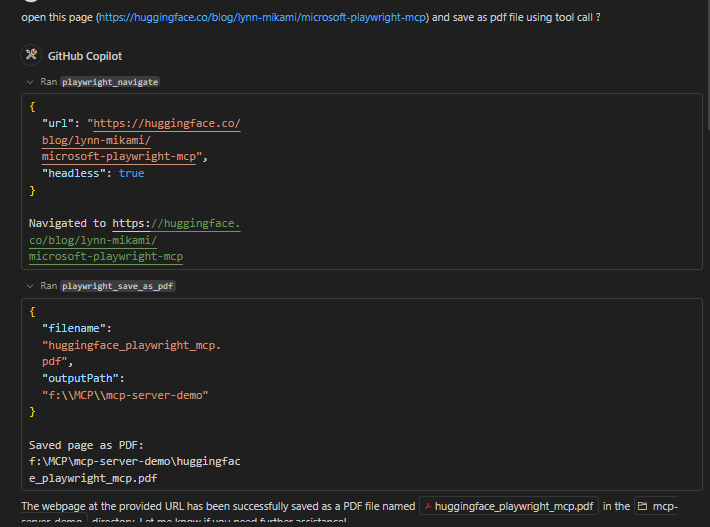 open this page (https://huggingface.co/blog/lynn-mikami/microsoft-playwright-mcp) and save as pdf file using tool call ?
GitHub Copilot
Ran playwright_navigate
{
"url": "https://huggingface.co/
blog/lynn-mikami/
microsoft-playwright-mcp",
"headless": true
}
Navigated to https://huggingface.
co/blog/lynn-mikami/
microsoft-playwright-mcp
Ran playwright_save_as_pdf
{
"filename":
"huggingface_playwright_mcp.
pdf",
"outputPath":
"f:\\MCP\\mcp-server-demo"
}
Saved page as PDF:
f:\MCP\mcp-server-demo\huggingfac
e_playwright_mcp.pdf
The webpage at the provided URL has been successfully saved as a PDF file named huggingface_playwright_mcp.pdf in the mcp-
server-demo directory. Let me know if you need further assistance!